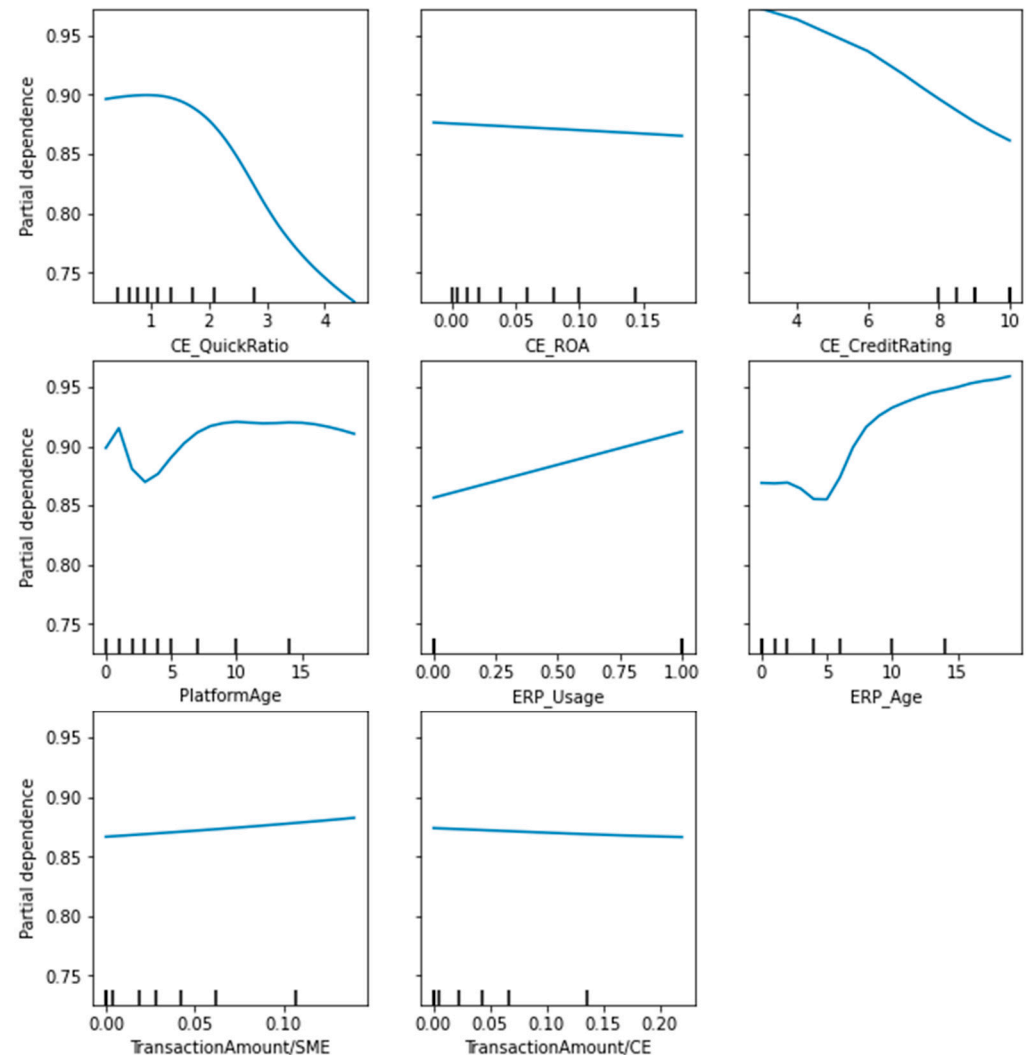 Partial dependence
0.95
0.90
0.85
0.80
0.75
1 2 3 4
CE_QuickRatio
0.00 0.05 0.10 0.15
CE_ROA
4 6 8 10
CE_CreditRating
Partial dependence
0.95
0.90
0.85
0.80
0.75
0 5 10 15
PlatformAge
0.00 0.25 0.50 0.75 1.00
ERP_Usage
0 5 10 15
ERP_Age
Partial dependence
0.95
0.90
0.85
0.80
0.75
0.00 0.05 0.10
TransactionAmount/SME
0.00 0.05 0.10 0.15 0.20
TransactionAmount/CE